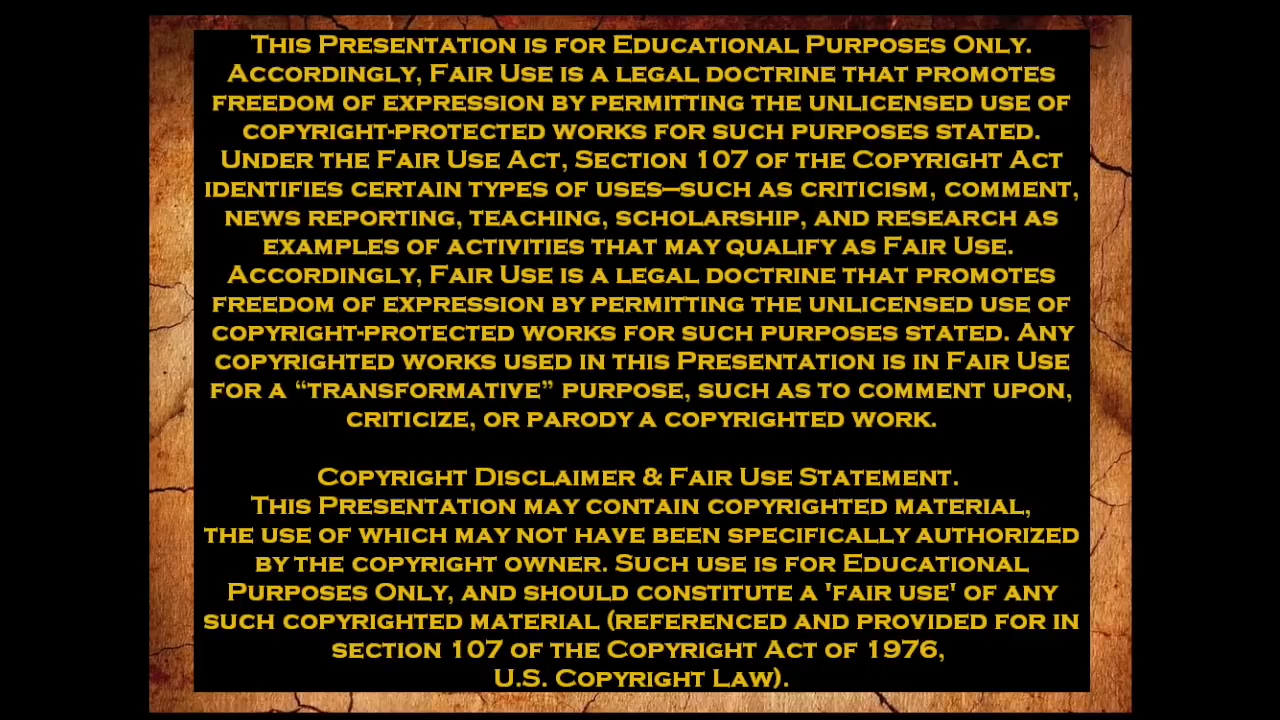 This Presentation is for Educational Purposes Only.
Accordingly, Fair Use is a legal doctrine that promotes
freedom of expression by permitting the unlicensed use of
copyright-protected works for such purposes stated.
Under the Fair Use Act, Section 107 of the Copyright Act
identifies certain types of uses—such as criticism, comment,
news reporting, teaching, scholarship, and research as
examples of activities that may qualify as Fair Use.
Accordingly, Fair Use is a legal doctrine that promotes
freedom of expression by permitting the unlicensed use of
copyright-protected works for such purposes stated. Any
copyrighted works used in this Presentation is in Fair Use
for a “transformative” purpose, such as to comment upon,
criticize, or parody a copyrighted work.
Copyright Disclaimer & Fair Use Statement.
This Presentation may contain copyrighted material,
the use of which may not have been specifically authorized
by the copyright owner. Such use is for Educational
Purposes Only, and should constitute a 'fair use' of any
such copyrighted material (referenced and provided for in
section 107 of the Copyright Act of 1976,
U.S. Copyright Law).